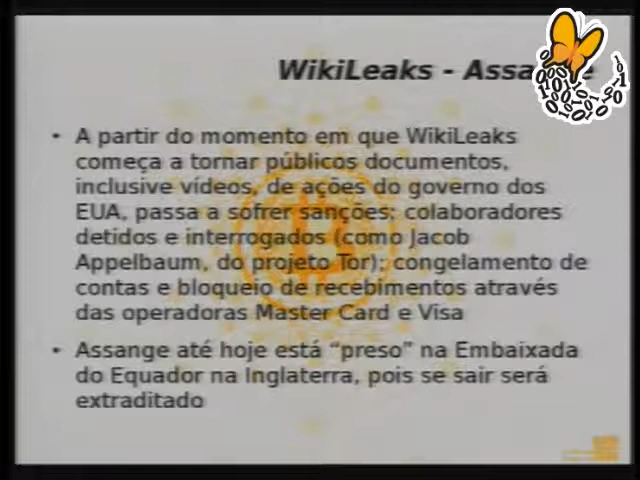 WikiLeaks - Assa e
• A partir do momento em que WikiLeaks
começa a tornar públicos documentos,
inclusive vídeos, de ações do governo dos
EUA, passa a sofrer sanções; colaboradores
detidos e interrogados (como Jacob
Appelbaum, do projeto Tor); congelamento de
contas e bloqueio de recebimentos através
das operadoras Master Card e Visa
• Assange até hoje está “preso” na Embaixada
do Equador na Inglaterra, pois se sair será
extraditado